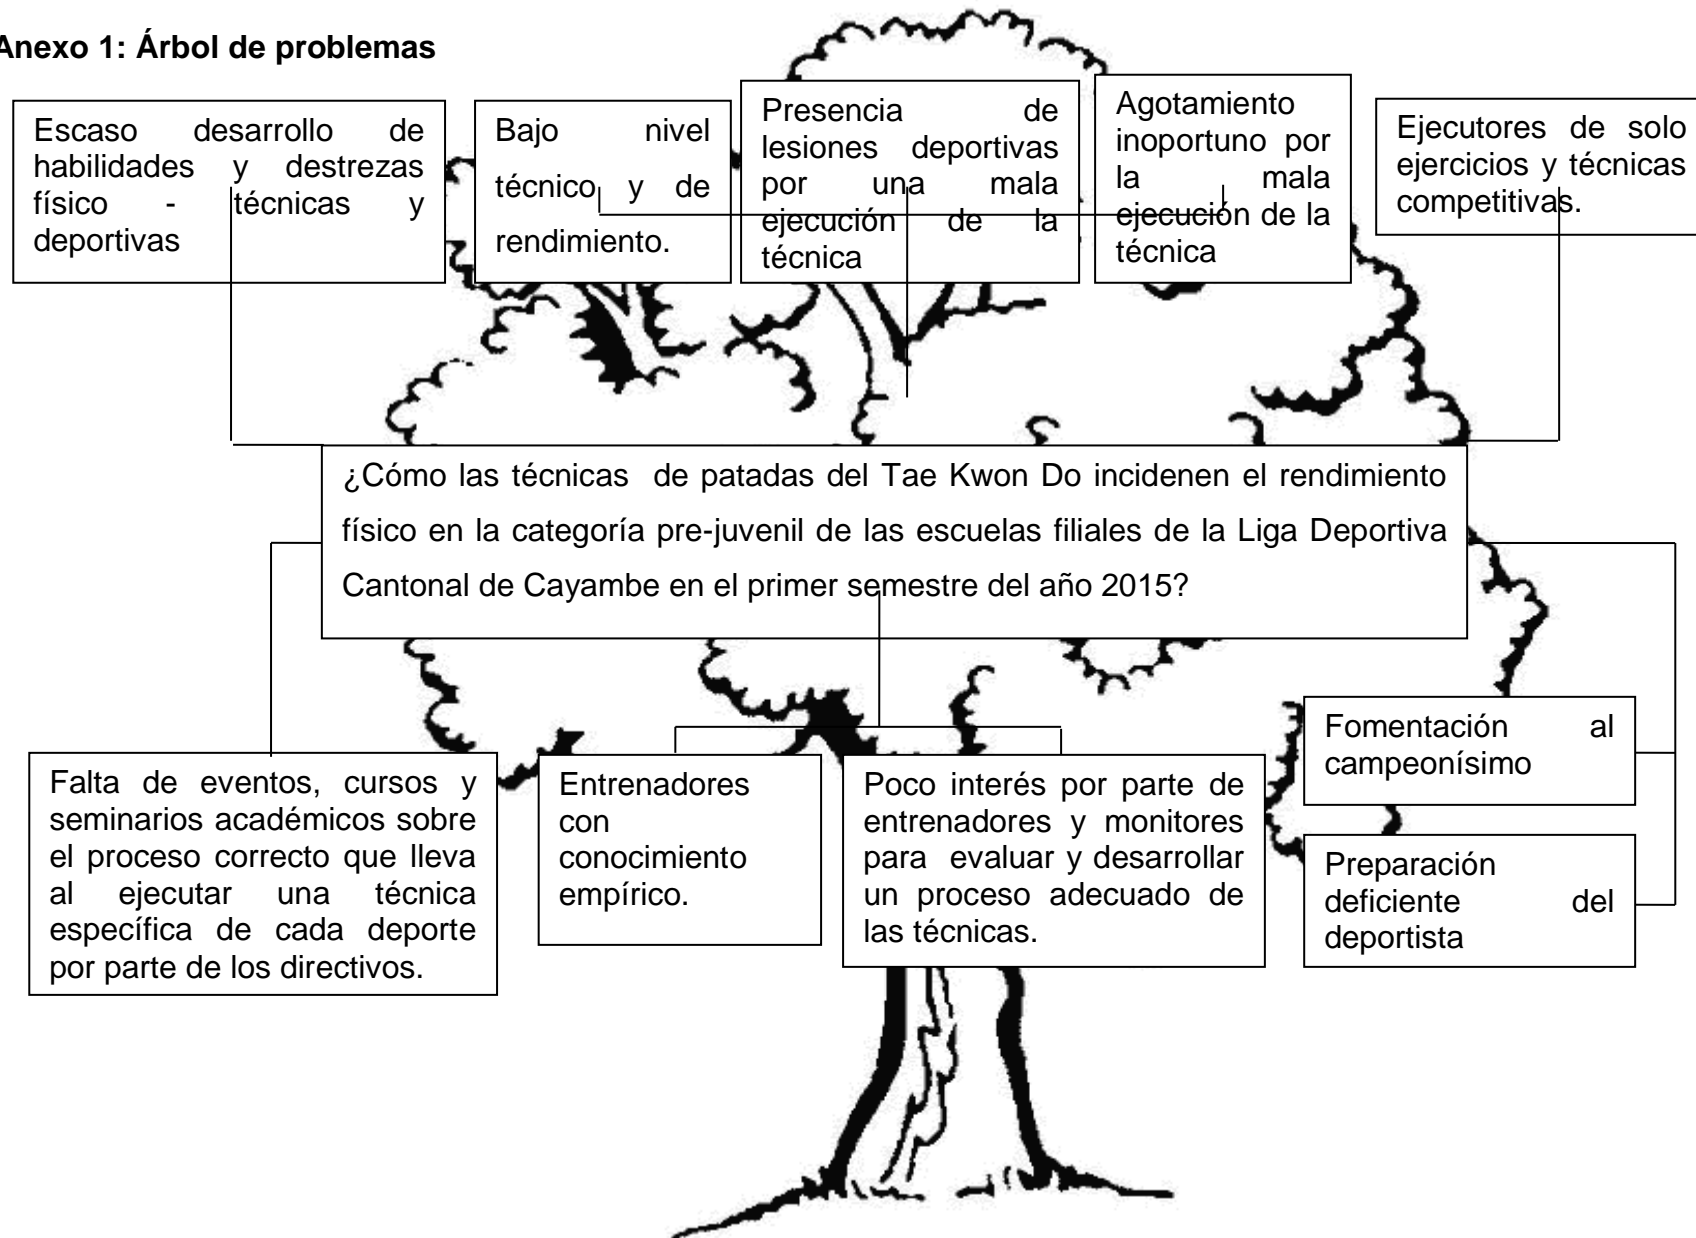 Anexo 1: Árbol de problemas
Escaso desarrollo de
habilidades y destrezas
físico - técnicas y
deportivas
Bajo nivel
técnico y de
rendimiento.
Presencia de
lesiones deportivas
por una mala
ejecución de la
técnica
Agotamiento
inoportuno por
la mala
ejecución de la
técnica
Ejecutores de solo
ejercicios y técnicas
competitivas.
¿Cómo las técnicas de patadas del Tae Kwon Do incidenen el rendimiento
físico en la categoría pre-juvenil de las escuelas filiales de la Liga Deportiva
Cantonal de Cayambe en el primer semestre del año 2015?
Falta de eventos, cursos y
seminarios académicos sobre
el proceso correcto que lleva
al ejecutar una técnica
específica de cada deporte
por parte de los directivos.
Entrenadores
con
conocimiento
empírico.
Poco interés por parte de
entrenadores y monitores
para evaluar y desarrollar
un proceso adecuado de
las técnicas.
Fomentación al
campeonísimo
Preparación
deficiente del
deportista